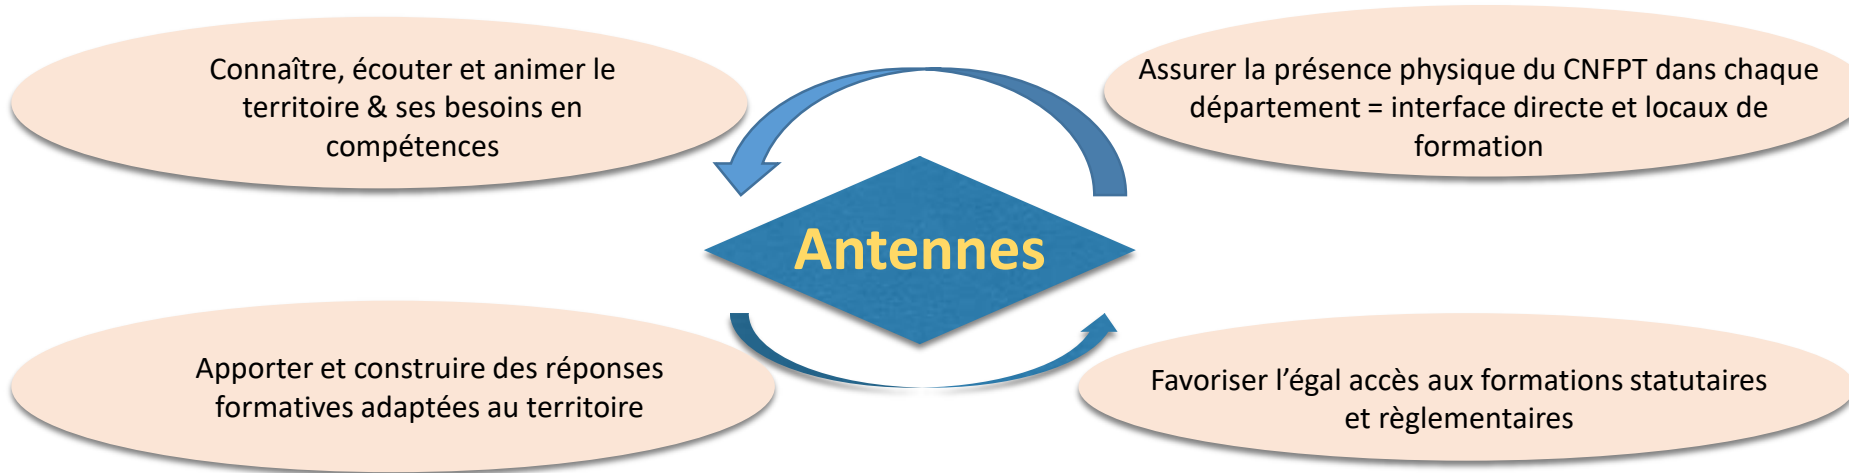 Connaître, écouter et animer le
territoire & ses besoins en
compétences
Assurer la présence physique du CNFPT dans chaque
département = interface directe et locaux de
formation
Antennes
Apporter et construire des réponses
formatives adaptées au territoire
Favoriser l’égal accès aux formations statutaires
et règlementaires